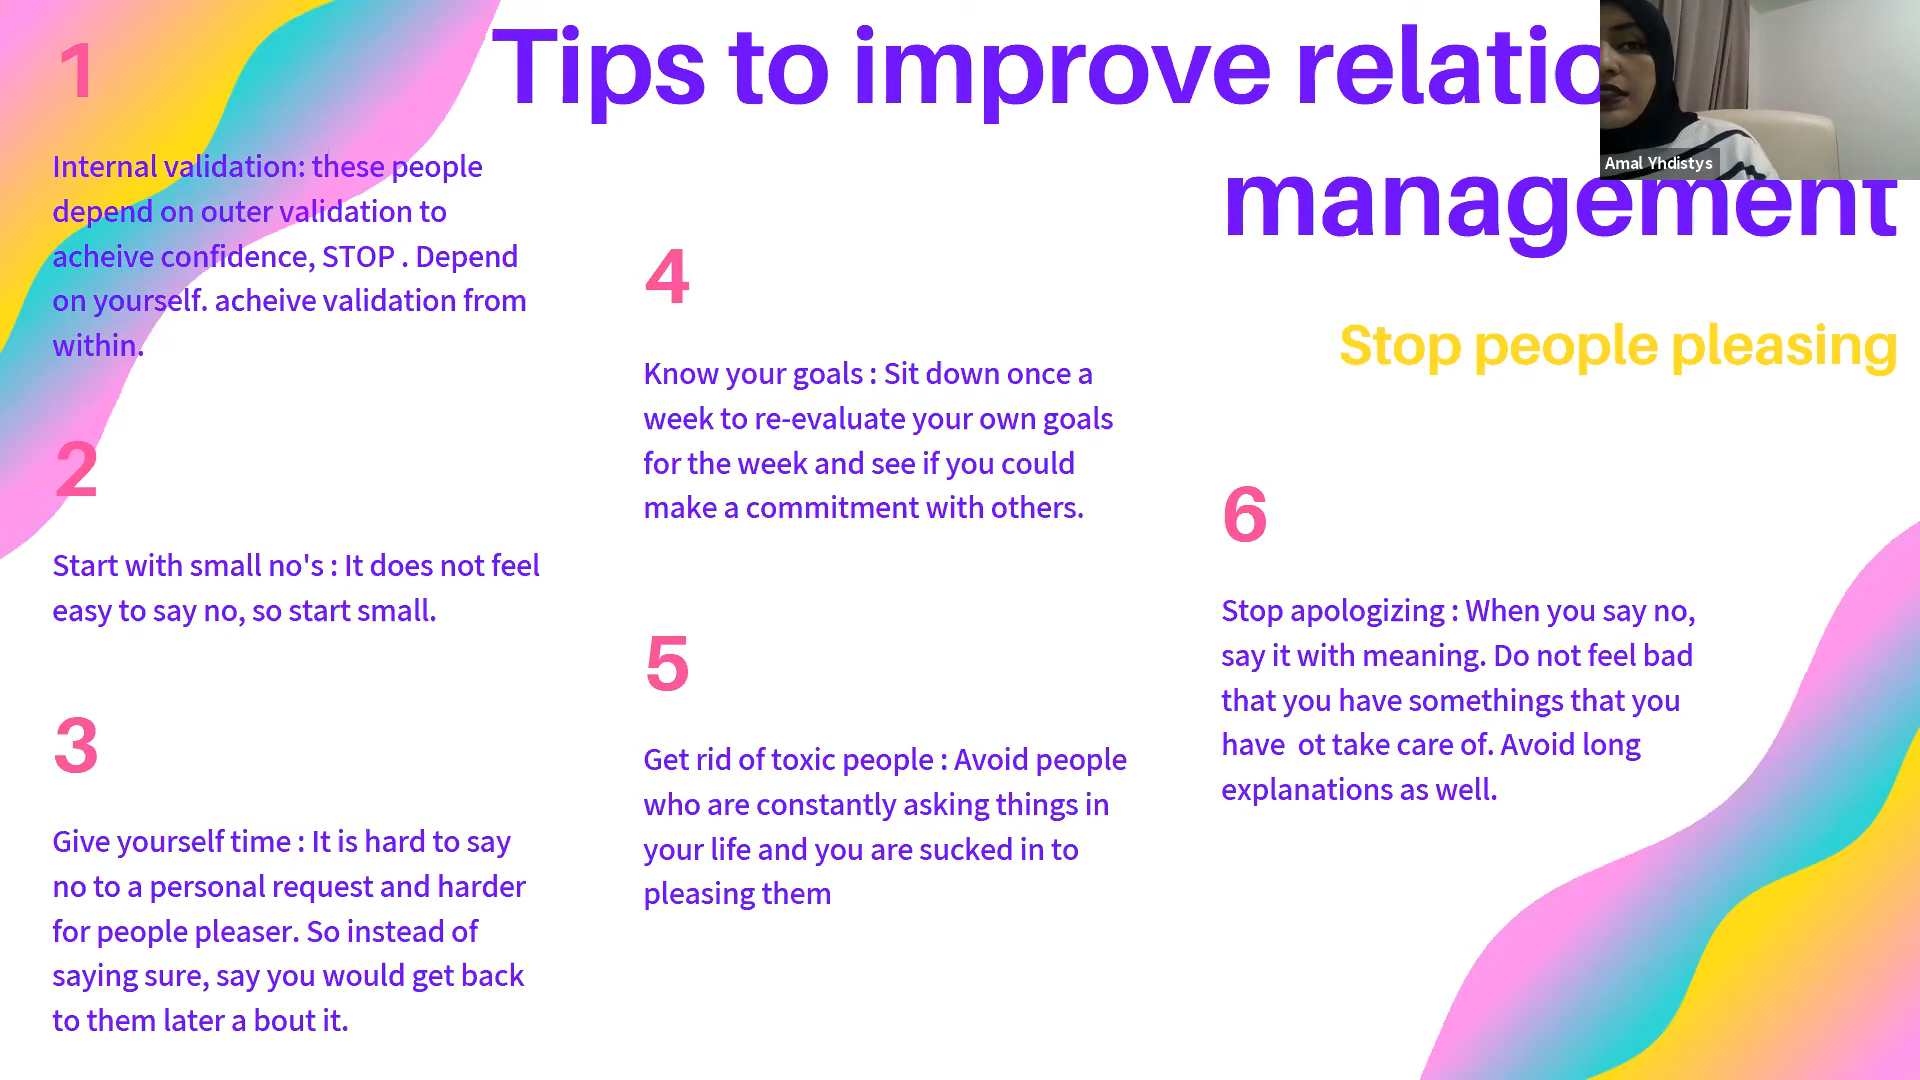 Tips to improve relatio
management
Stop people pleasing
Amal Yhdistys
1
Internal validation: these people
depend on outer validation to
acheive confidence, STOP . Depend
on yourself. acheive validation from
within.
2
Start with small no's : It does not feel
easy to say no, so start small.
3
Give yourself time : It is hard to say
no to a personal request and harder
for people pleaser. So instead of
saying sure, say you would get back
to them later a bout it.
4
Know your goals : Sit down once a
week to re-evaluate your own goals
for the week and see if you could
make a commitment with others.
5
Get rid of toxic people : Avoid people
who are constantly asking things in
your life and you are sucked in to
pleasing them
6
Stop apologizing : When you say no,
say it with meaning. Do not feel bad
that you have somethings that you
have  ot take care of. Avoid long
explanations as well.